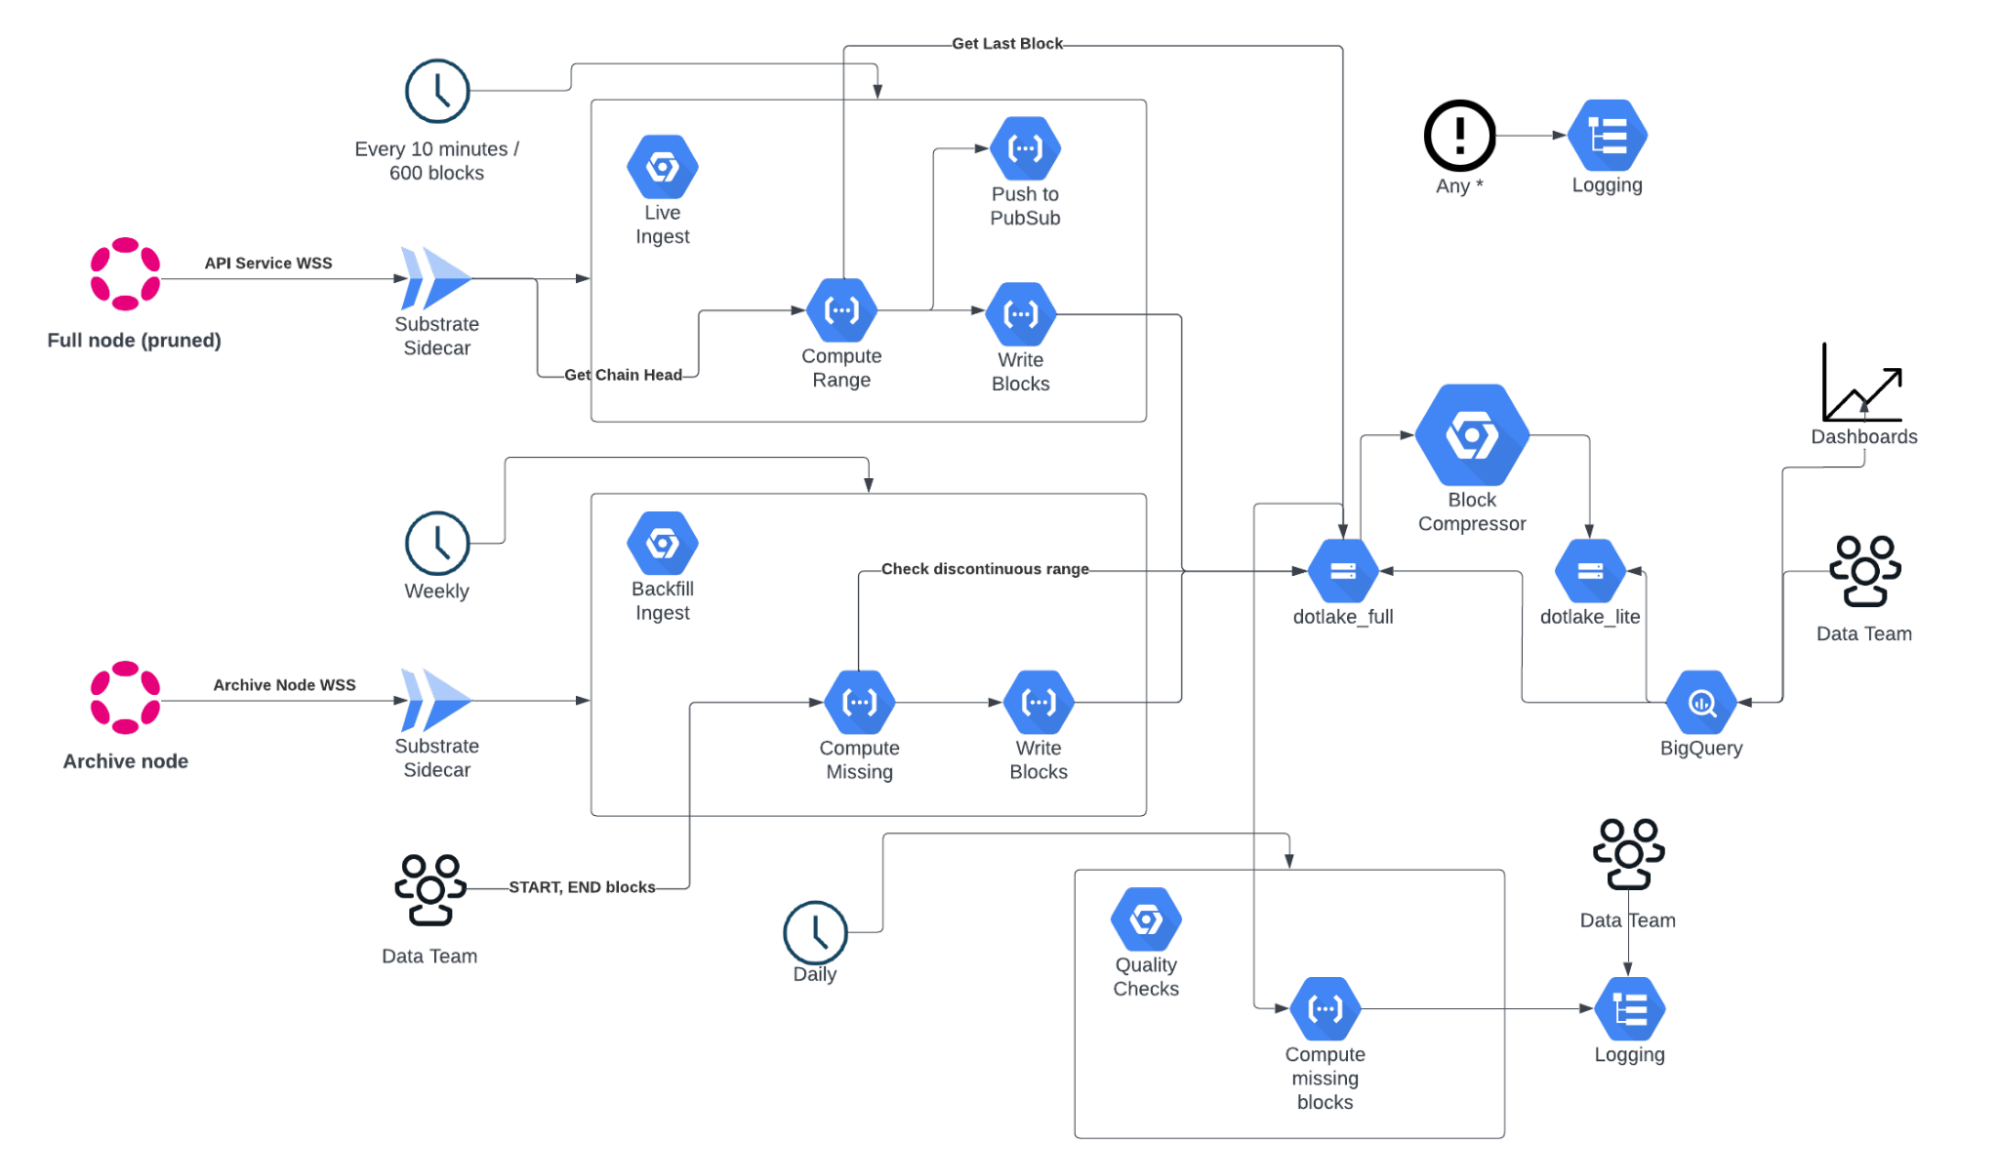 Get Last Block
Every 10 minutes /
600 blocks
Live
Ingest
Push to
PubSub
Any *
Logging
API Service WSS
Full node (pruned)
Substrate
Sidecar
Get Chain Head
Compute
Range
Write
Blocks
Block
Compressor
Dashboards
Weekly
Backfill
Ingest
Check discontinuous range
dotlake_full
dotlake_lite
Data Team
Archive Node WSS
Archive node
Substrate
Sidecar
Compute
Missing
Write
Blocks
BigQuery
START, END blocks
Data Team
Daily
Quality
Checks
Data Team
Compute
missing
blocks
Logging